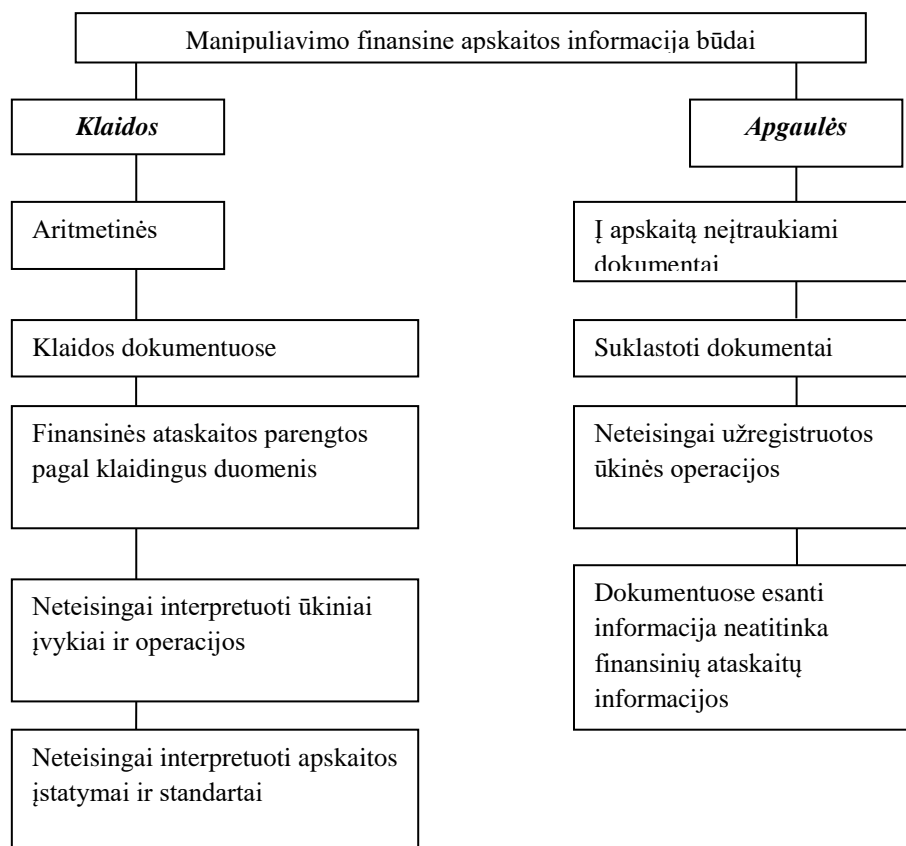 Manipuliavimo finansine apskaitos informacija būdai
Klaidos
Apgaulės
Aritmetinės
Į apskaitą neįtraukiami
dokumentai
Klaidos dokumentuose
Suklastoti dokumentai
Finansinės ataskaitos parengtos
pagal klaidingus duomenis
Neteisingai užregistruotos
ūkinės operacijos
Neteisingai interpretuoti ūkiniai
įvykiai ir operacijos
Dokumentuose esanti
informacija neatitinka
finansinių ataskaitų
informacijos
Neteisingai interpretuoti apskaitos
įstatymai ir standartai